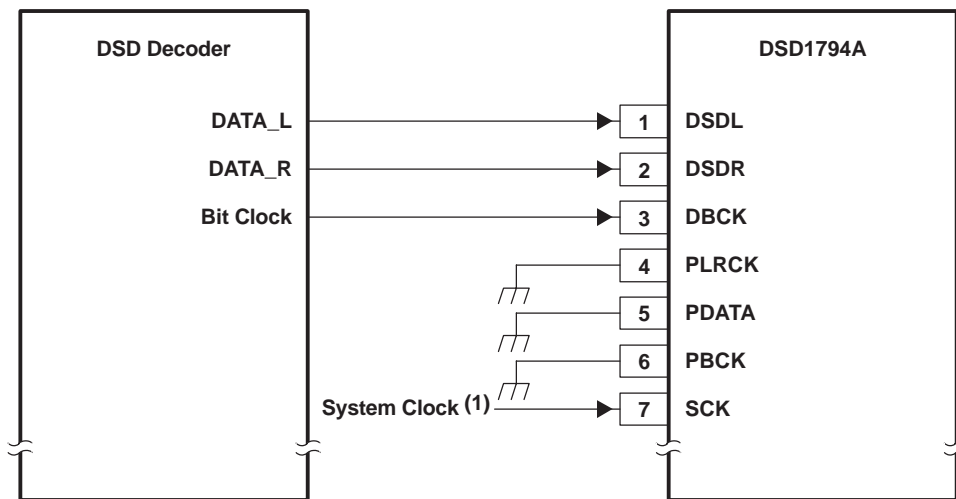 DSD Decoder
DSD1794A
DATA_L
1
DSDL
DATA_R
2
DSDR
Bit Clock
3
DBCK
4
PLRCK
5
PDATA
6
PBCK
System Clock (1)
7
SCK